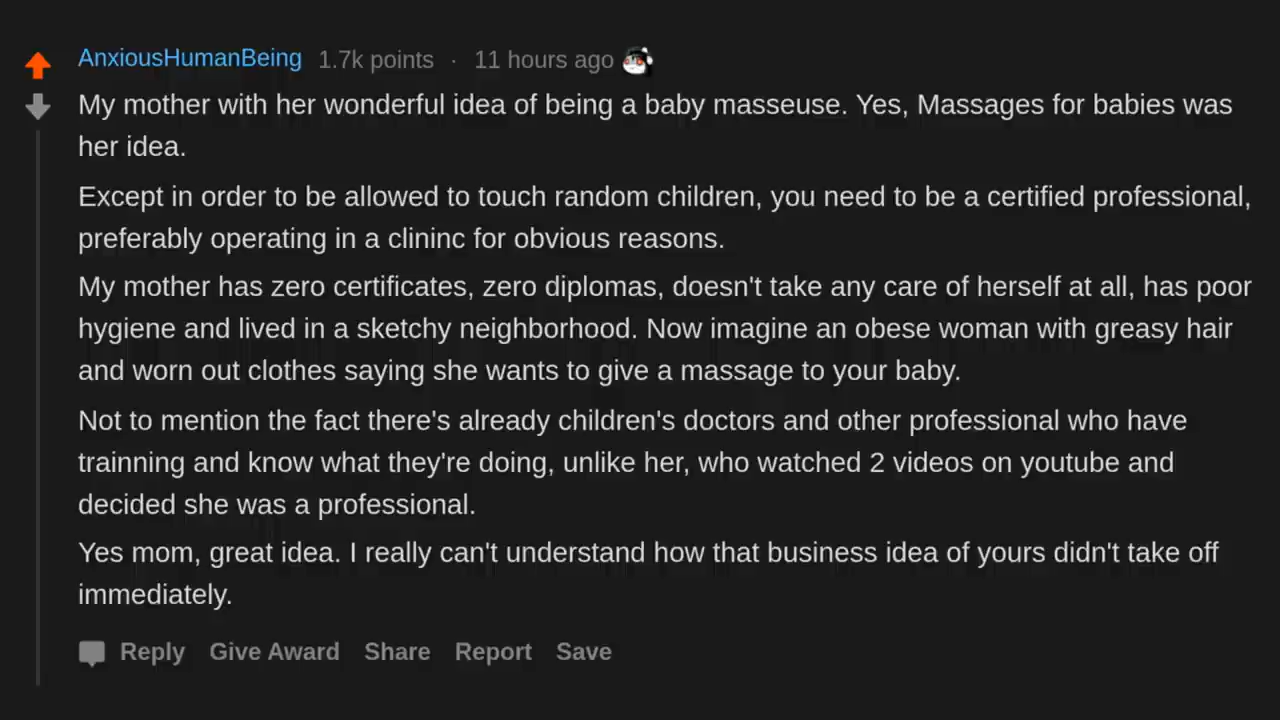 AnxiousHumanBeing 1.7k points · 11 hours ago
My mother with her wonderful idea of being a baby masseuse. Yes, Massages for babies was
her idea.
Except in order to be allowed to touch random children, you need to be a certified professional,
preferably operating in a clininc for obvious reasons.
My mother has zero certificates, zero diplomas, doesn't take any care of herself at all, has poor
hygiene and lived in a sketchy neighborhood. Now imagine an obese woman with greasy hair
and worn out clothes saying she wants to give a massage to your baby.
Not to mention the fact there's already children's doctors and other professional who have
trainning and know what they're doing, unlike her, who watched 2 videos on youtube and
decided she was a professional.
Yes mom, great idea. I really can't understand how that business idea of yours didn't take off
immediately.
Reply Give Award Share Report Save